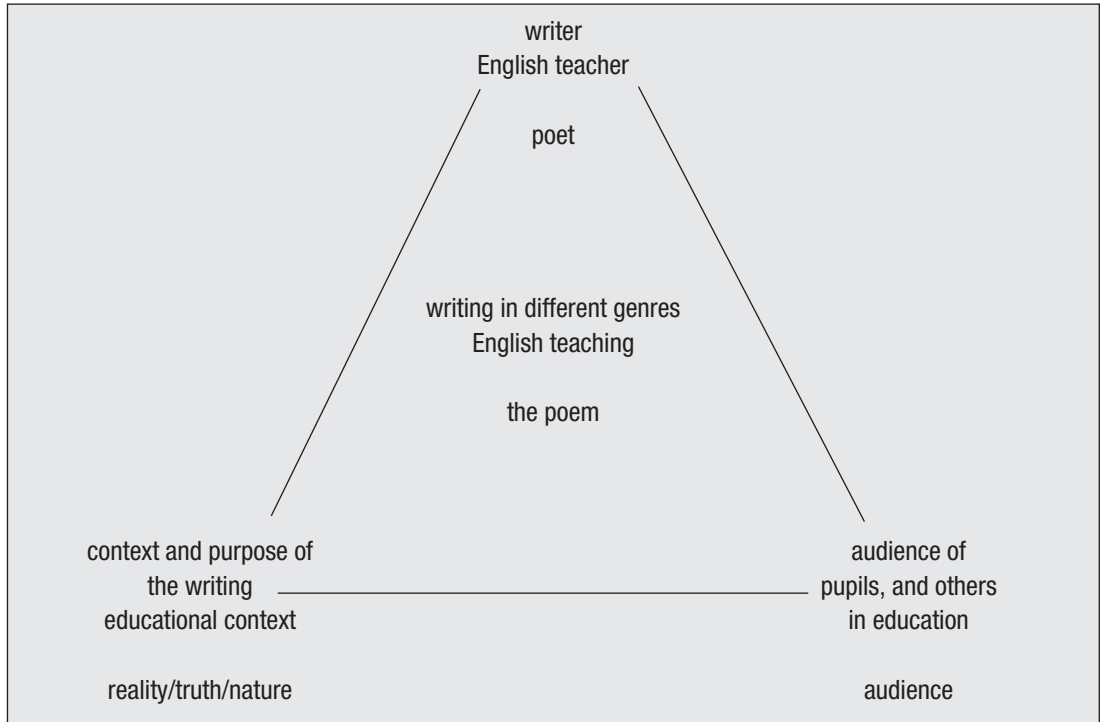 writer
English teacher
poet
writing in different genres
English teaching
the poem
context and purpose of
the writing
educational context
reality/truth/nature
audience of
pupils, and others
in education
audience